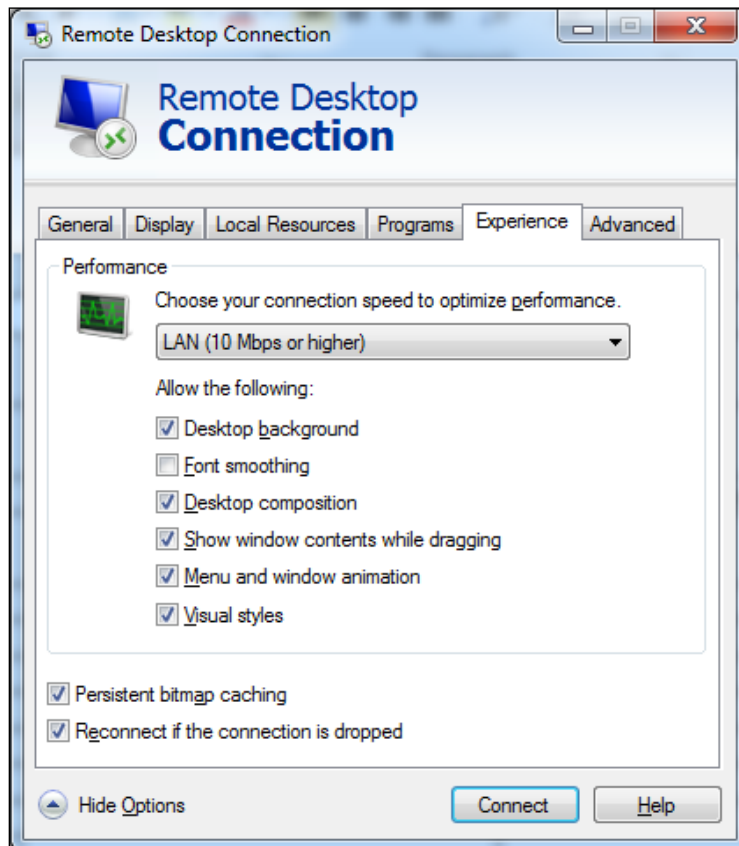 Remote Desktop Connection
Remote Desktop
Connection
General Display Local Resources Programs Experience Advanced
Performance
Choose your connection speed to optimize performance.
LAN (10 Mbps or higher)
Allow the following:
Desktop background
Font smoothing
Desktop composition
Show window contents while dragging
Menu and window animation
Visual styles
Persistent bitmap caching
Reconnect if the connection is dropped
Hide Options Connect Help